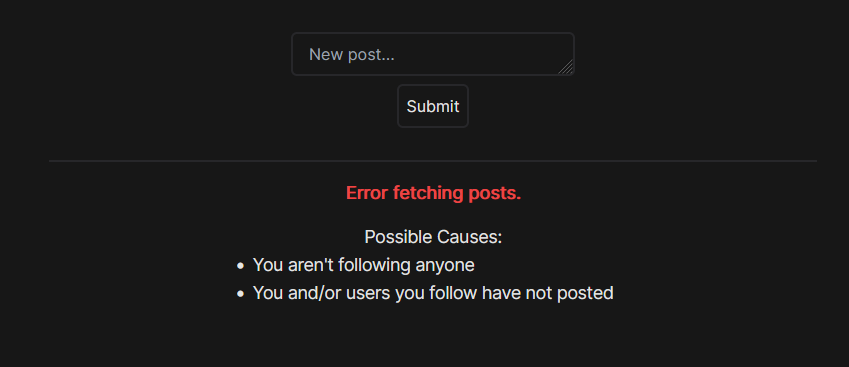 New post...
Submit
Error fetching posts.
Possible Causes:
• You aren't following anyone
• You and/or users you follow have not posted